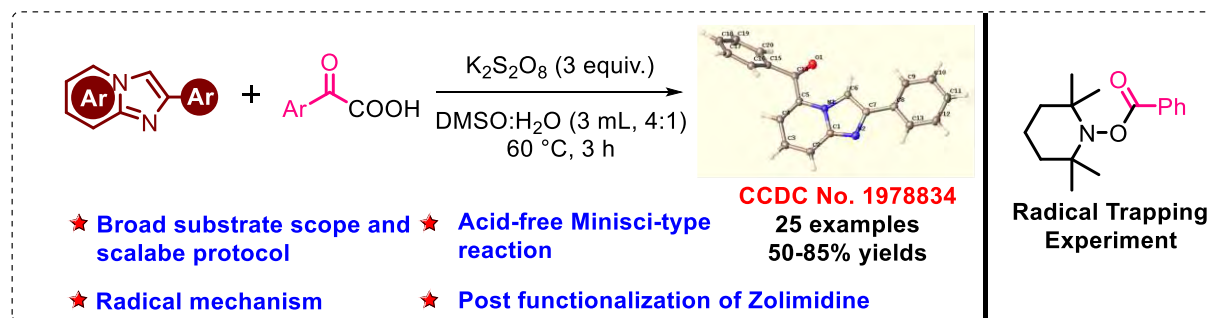 Ar
N
N
Ar
+
O
Ar
COOH
K2S2O8 (3 equiv.)
DMSO:H2O (3 mL, 4:1)
60 °C, 3 h
CCDC No. 1978834
25 examples
50-85% yields
Broad substrate scope and
scalabe protocol
Acid-free Minisci-type
reaction
Radical mechanism
Post functionalization of Zolimidine
O
N
O
Ph
Radical Trapping
Experiment